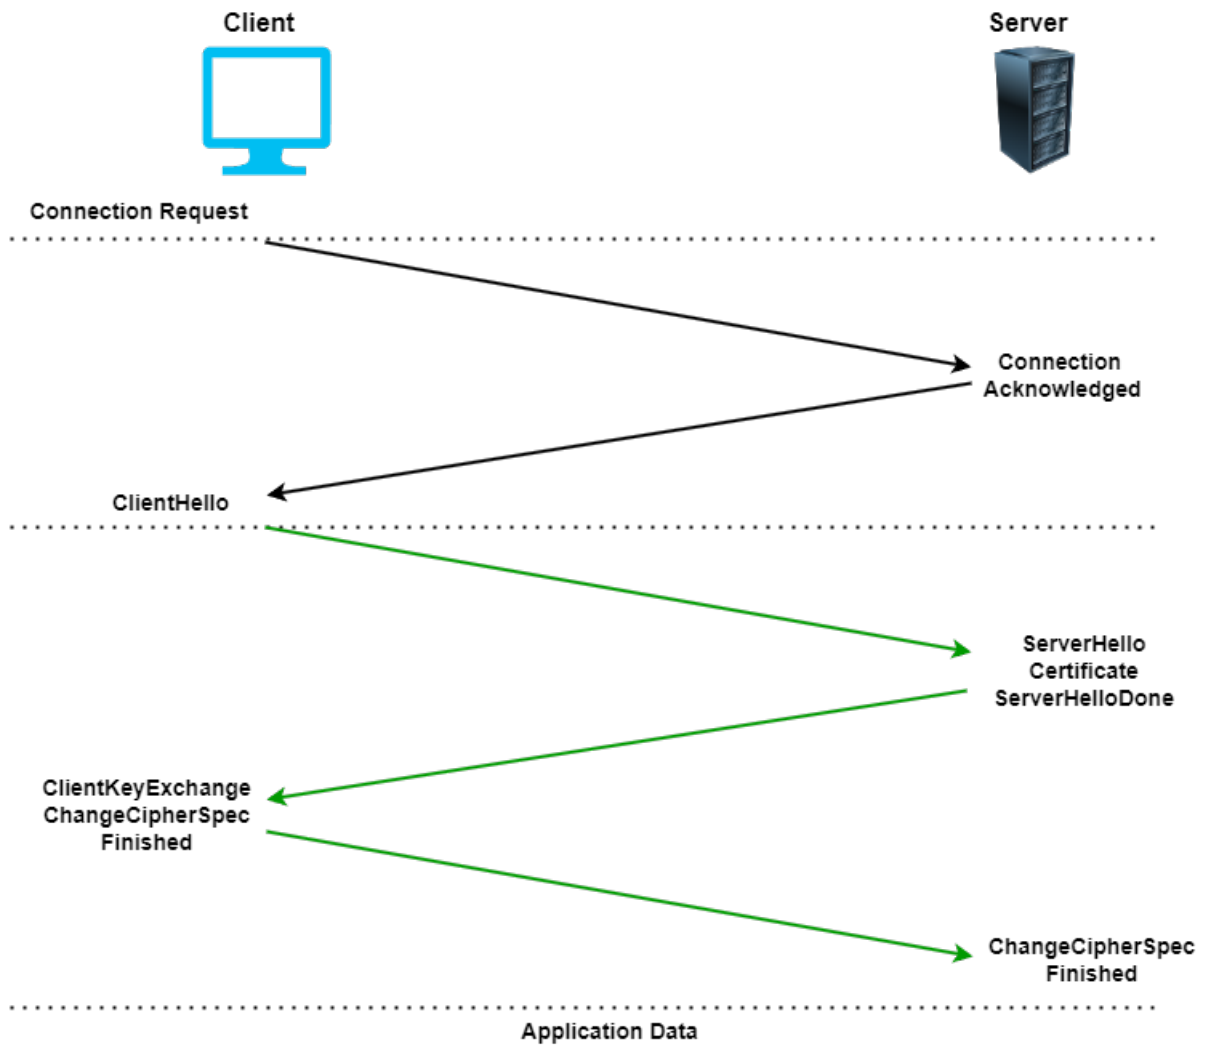 Client
Server
Connection Request
Connection
Acknowledged
ClientHello
ServerHello
Certificate
ServerHelloDone
ClientKeyExchange
ChangeCipherSpec
Finished
ChangeCipherSpec
Finished
Application Data